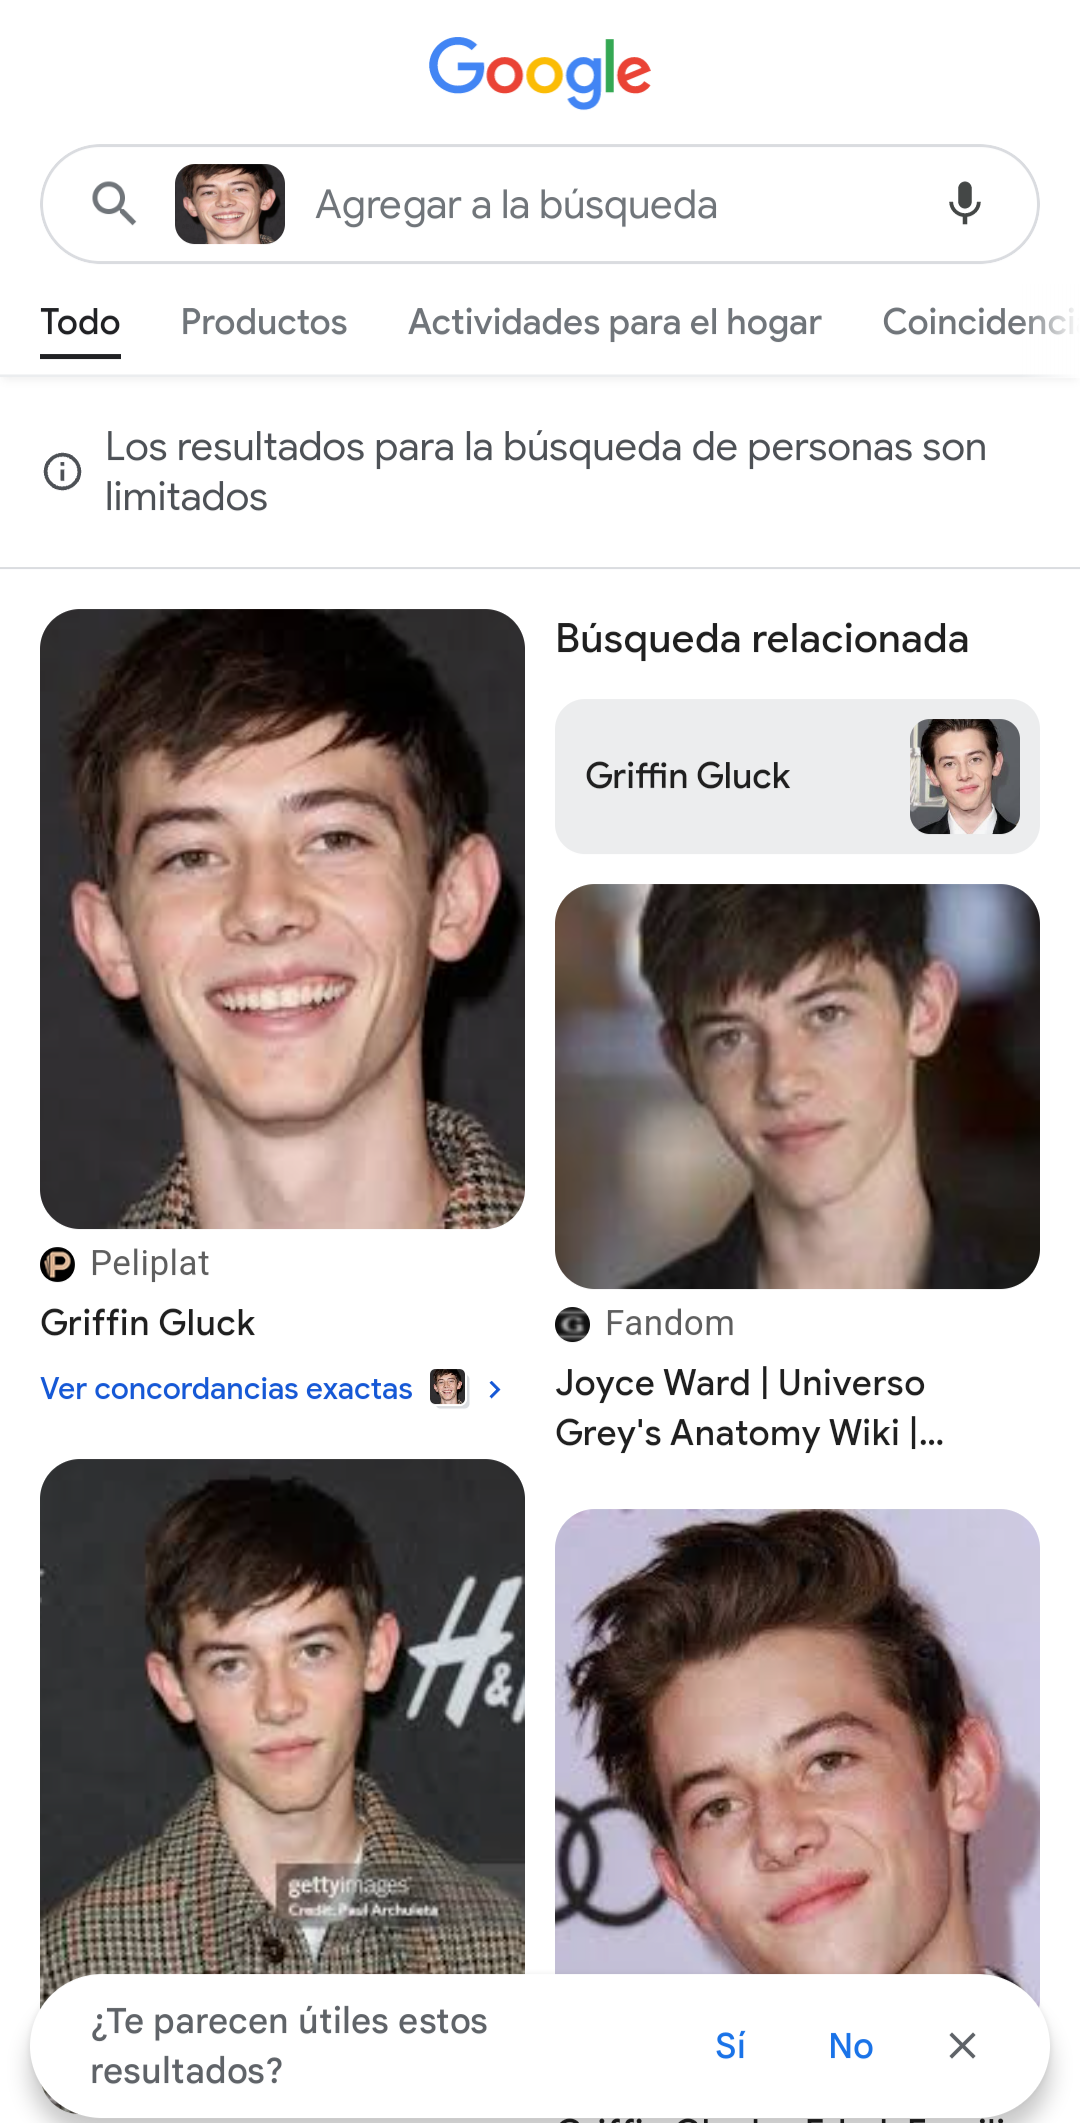 Google
Agregar a la búsqueda
Todo Productos Actividades para el hogar Coincidenci
Los resultados para la búsqueda de personas son
limitados
Peliplat
Griffin Gluck
Ver concordancias exactas
H&
gettyimages
Credit: Paul Archuleta
Búsqueda relacionada
Griffin Gluck
Fandom
Joyce Ward | Universo
Grey's Anatomy Wiki |...
¿Te parecen útiles estos
resultados?
Sí No